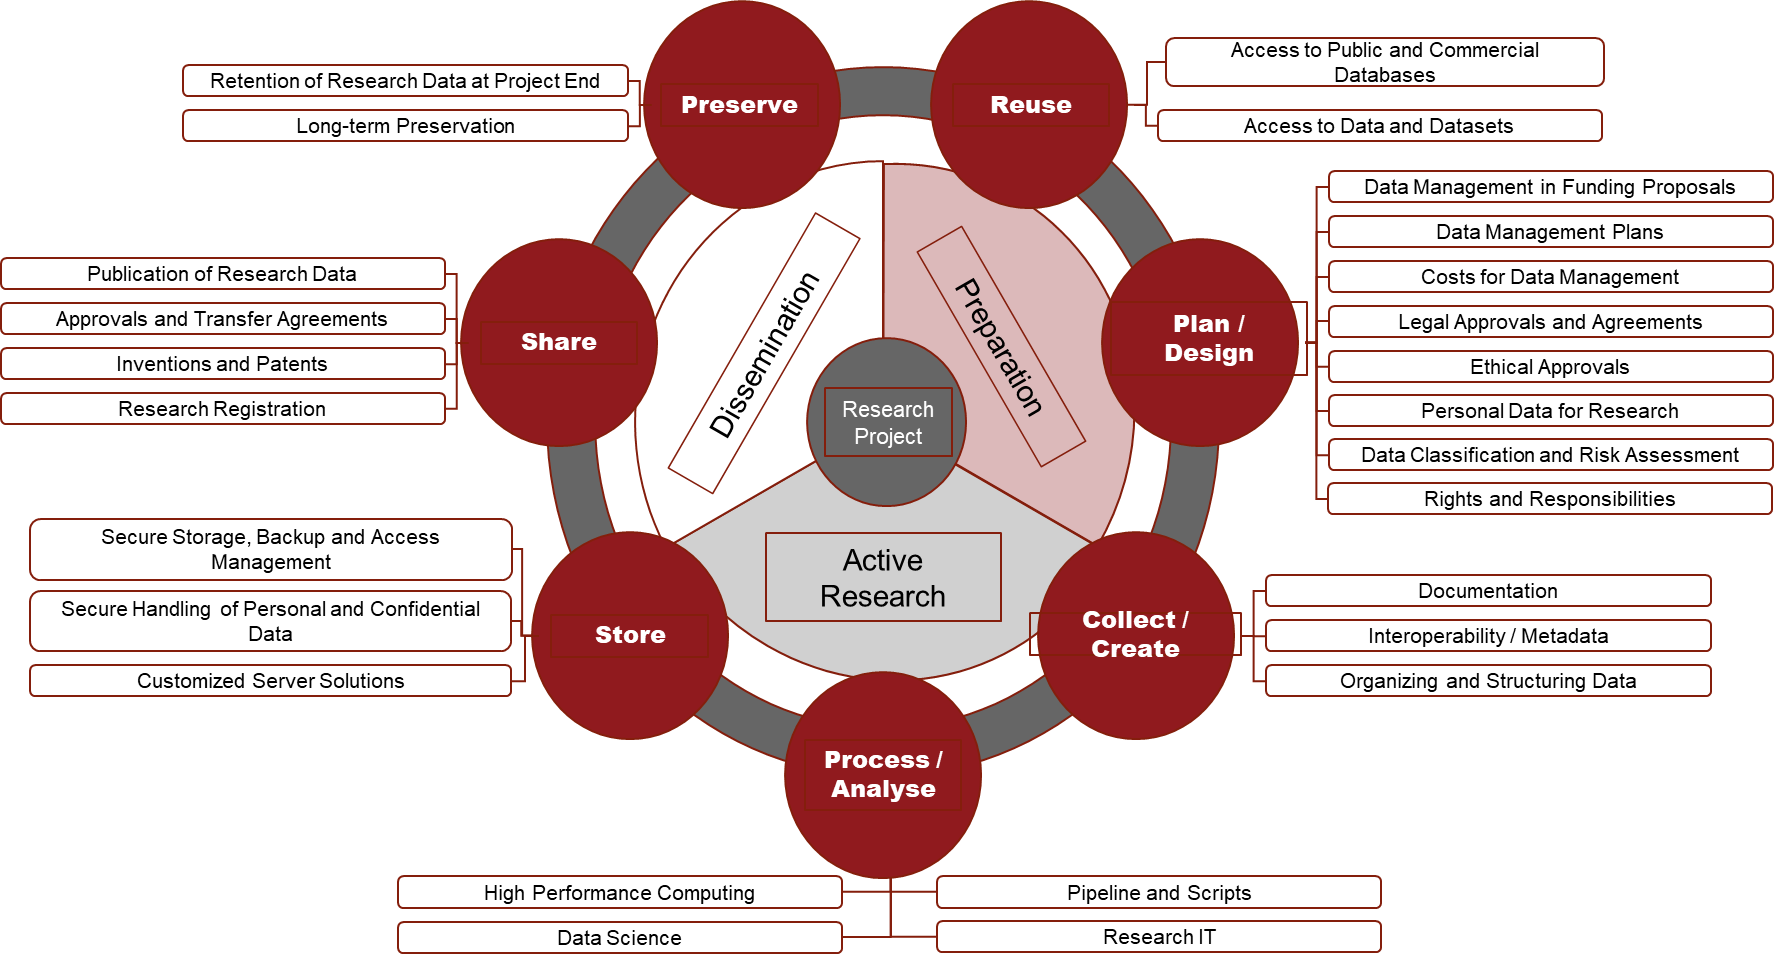 Preserve
Retention of Research Data at Project End
Long-term Preservation
Reuse
Access to Public and Commercial
Databases
Access to Data and Datasets
Plan /
Design
Data Management in Funding Proposals
Data Management Plans
Costs for Data Management
Legal Approvals and Agreements
Ethical Approvals
Personal Data for Research
Data Classification and Risk Assessment
Rights and Responsibilities
Share
Publication of Research Data
Approvals and Transfer Agreements
Inventions and Patents
Research Registration
Dissemination
Preparation
Research
Project
Active
Research
Store
Secure Storage, Backup and Access
Management
Secure Handling of Personal and Confidential
Data
Customized Server Solutions
Collect /
Create
Documentation
Interoperability / Metadata
Organizing and Structuring Data
Process /
Analyse
High Performance Computing
Data Science
Pipeline and Scripts
Research IT